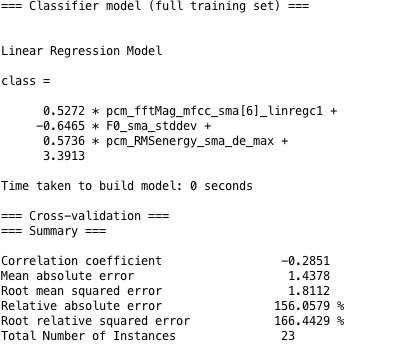 === Classifier model (full training set) ===
Linear Regression Model
class =
0.5272 * pcm_fftMag_mfcc_sma[6]_linregc1 +
-0.6465 * F0_sma_stddev +
0.5736 * pcm_RMSenergy_sma_de_max +
3.3913
Time taken to build model: 0 seconds
=== Cross-validation ===
=== Summary ===
Correlation coefficient -0.2851
Mean absolute error 1.4378
Root mean squared error 1.8112
Relative absolute error 156.0579 %
Root relative squared error 166.4429 %
Total Number of Instances 23